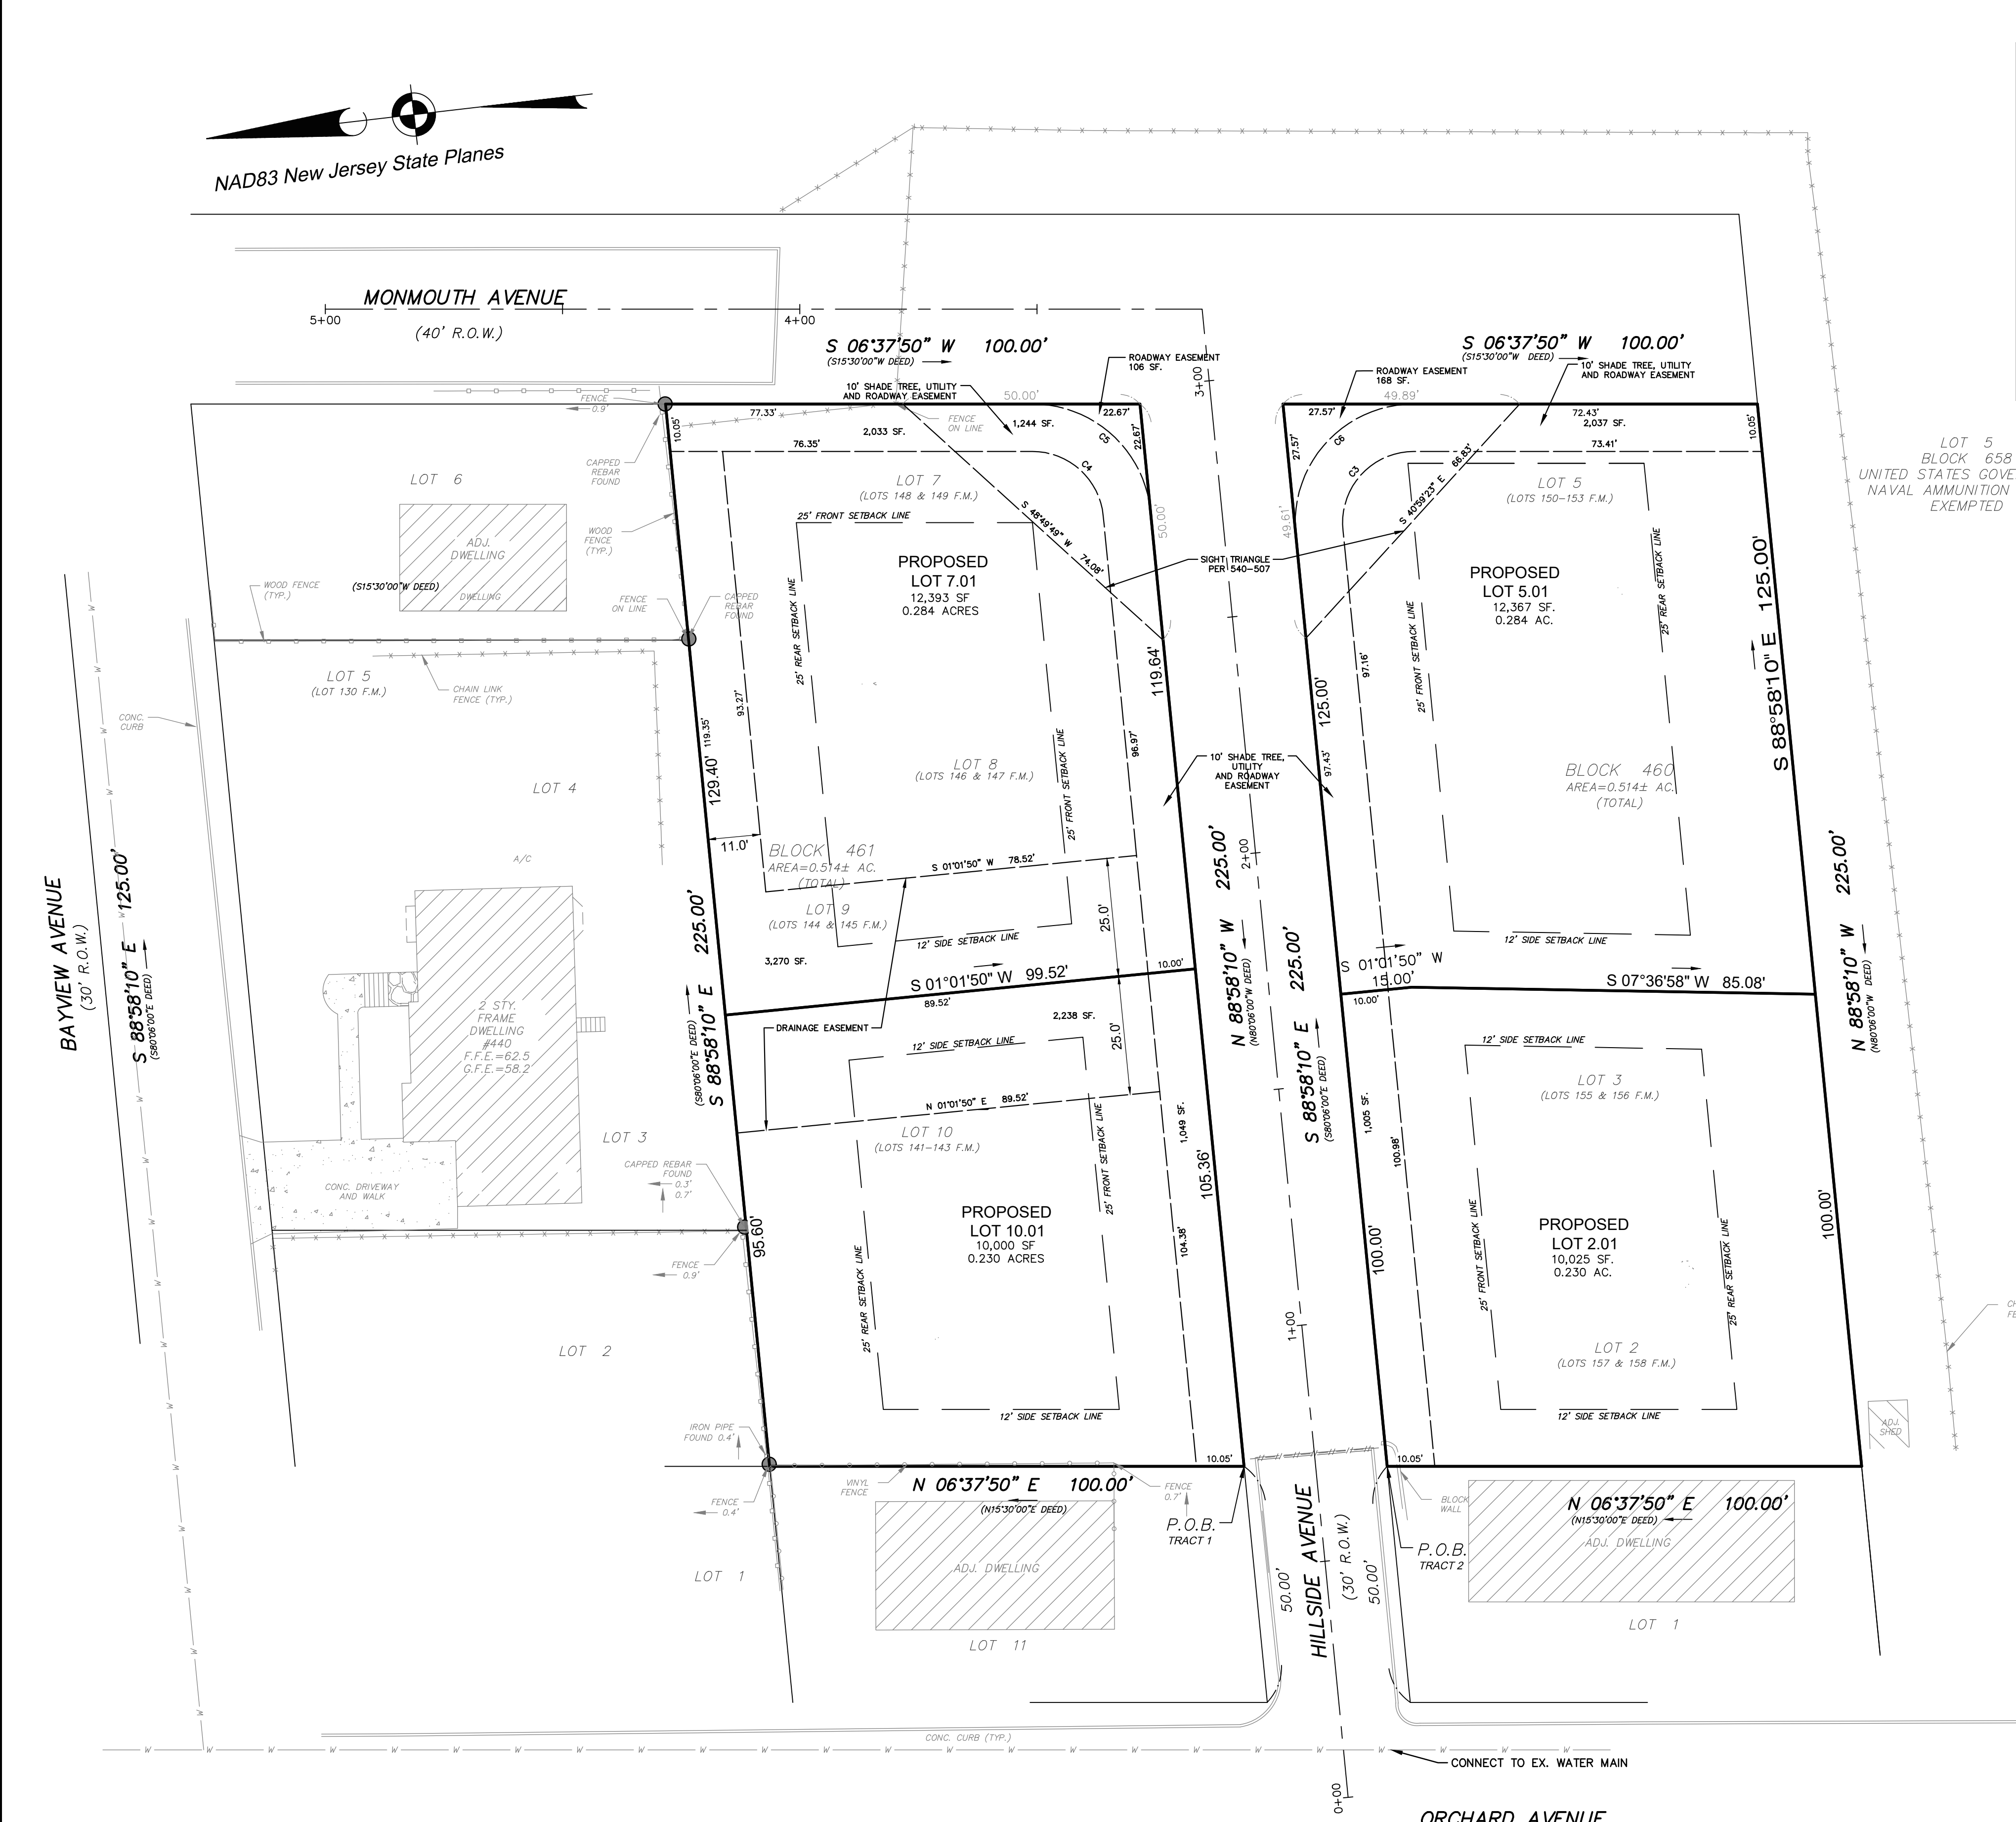 NAD83 New Jersey State Planes
MONMOUTH AVENUE
(40' R.O.W.)
5+00
4+00
3+00
S 06°37'50" W 100.00'
(S15°30'00"W DEED)
ROADWAY EASEMENT
106 SF.
10' SHADE TREE, UTILITY
AND ROADWAY EASEMENT
50.00'
FENCE
0.9'
77.33'
22.67'
22.67'
FENCE
ON LINE
1,244 SF.
2,033 SF.
10.05'
76.35'
C5
C4
S 06°37'50" W 100.00'
(S15°30'00"W DEED)
ROADWAY EASEMENT
168 SF.
10' SHADE TREE, UTILITY
AND ROADWAY EASEMENT
49.89'
27.57'
27.57'
72.43'
2,037 SF.
10.05'
73.41'
C6
C3
LOT 5
BLOCK 658
UNITED STATES GOVE
NAVAL AMMUNITION
EXEMPTED
CAPPED
REBAR
FOUND
LOT 6
LOT 7
(LOTS 148 & 149 F.M.)
LOT 5
(LOTS 150-153 F.M.)
25' FRONT SETBACK LINE
S 48°49'49" W 74.08'
S 40°59'23" E 66.83'
50.00'
49.61'
WOOD
FENCE
(TYP.)
ADJ.
DWELLING
DWELLING
SIGHT TRIANGLE
PER 540-507
PROPOSED
LOT 7.01
12,393 SF
0.284 ACRES
PROPOSED
LOT 5.01
12,367 SF.
0.284 AC.
WOOD FENCE
(TYP.)
(S15°30'00"W DEED)
FENCE
ON LINE
CAPPED
REBAR
FOUND
25' REAR SETBACK LINE
25' FRONT SETBACK LINE
25' REAR SETBACK LINE
S 88°58'10" E 125.00'
LOT 5
(LOT 130 F.M.)
CHAIN LINK
FENCE (TYP.)
CONC.
CURB
93.27'
119.35'
129.40'
11.0'
119.64'
96.97'
125.00'
97.16'
97.43'
LOT 4
LOT 8
(LOTS 146 & 147 F.M.)
25' FRONT SETBACK LINE
10' SHADE TREE,
UTILITY
AND ROADWAY
EASEMENT
BLOCK 460
AREA=0.514± AC.
(TOTAL)
BLOCK 461
AREA=0.514± AC.
(TOTAL)
S 01°01'50" W 78.52'
2+00
A/C
LOT 9
(LOTS 144 & 145 F.M.)
12' SIDE SETBACK LINE
25.0'
12' SIDE SETBACK LINE
3,270 SF.
S 01°01'50" W 99.52'
10.00'
89.52'
S 01°01'50" W
15.00'
10.00'
S 07°36'58" W 85.08'
BAYVIEW AVENUE
(30' R.O.W.)
S 88°58'10" E 125.00'
(S80°06'00"E DEED)
S 88°58'10" E 225.00'
(S80°06'00"E DEED)
N 88°58'10" W 225.00'
(N80°06'00"W DEED)
S 88°58'10" E 225.00'
(S80°06'00"E DEED)
N 88°58'10" W 225.00'
(N80°06'00"W DEED)
2 STY.
FRAME
DWELLING
#440
F.F.E.=62.5
G.F.E.=58.2
DRAINAGE EASEMENT
2,238 SF.
25.0'
12' SIDE SETBACK LINE
12' SIDE SETBACK LINE
N 01°01'50" E 89.52'
LOT 3
LOT 10
(LOTS 141-143 F.M.)
LOT 3
(LOTS 155 & 156 F.M.)
1,049 SF.
1,005 SF.
100.98'
CAPPED REBAR
FOUND
0.3'
0.7'
CONC. DRIVEWAY
AND WALK
25' FRONT SETBACK LINE
105.36'
104.38'
95.60'
FENCE
0.9'
PROPOSED
LOT 10.01
10,000 SF
0.230 ACRES
PROPOSED
LOT 2.01
10,025 SF.
0.230 AC.
100.00'
100.00'
25' REAR SETBACK LINE
25' FRONT SETBACK LINE
25' REAR SETBACK LINE
1+00
LOT 2
LOT 2
(LOTS 157 & 158 F.M.)
12' SIDE SETBACK LINE
12' SIDE SETBACK LINE
IRON PIPE
FOUND 0.4'
ADJ.
SHED
10.05'
10.05'
VINYL
FENCE
N 06°37'50" E 100.00'
(N15°30'00"E DEED)
FENCE
0.7'
FENCE
0.4'
P.O.B.
TRACT 1
BLOCK
WALL
N 06°37'50" E 100.00'
(N15°30'00"E DEED)
ADJ. DWELLING
P.O.B.
TRACT 2
LOT 1
ADJ. DWELLING
LOT 11
50.00'
HILLSIDE AVENUE
(30' R.O.W.)
50.00'
LOT 1
CONC. CURB (TYP.)
CONNECT TO EX. WATER MAIN
0+00
ORCHARD AVENUE